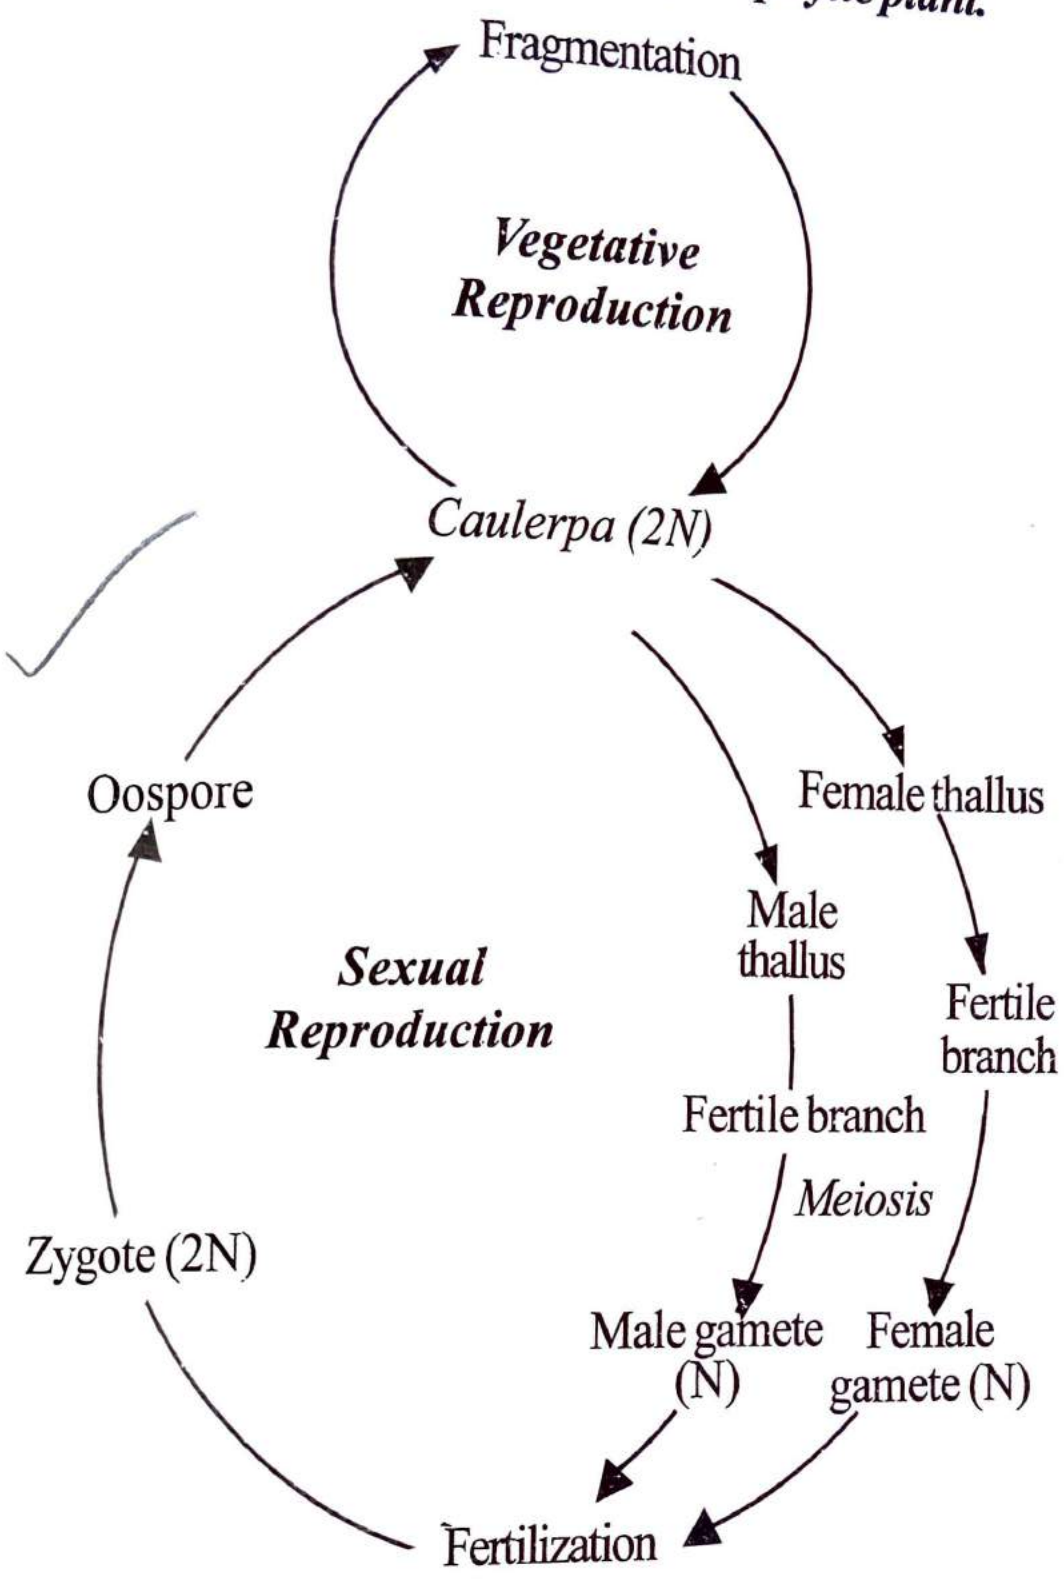 plant.
Fragmentation
Vegetative
Reproduction
Caulerpa (2N)
Oospore
Female thallus
Male
thallus
Sexual
Reproduction
Fertile
branch
Fertile branch
Meiosis
Zygote (2N)
Male gamete
(N)
Female
gamete (N)
Fertilization